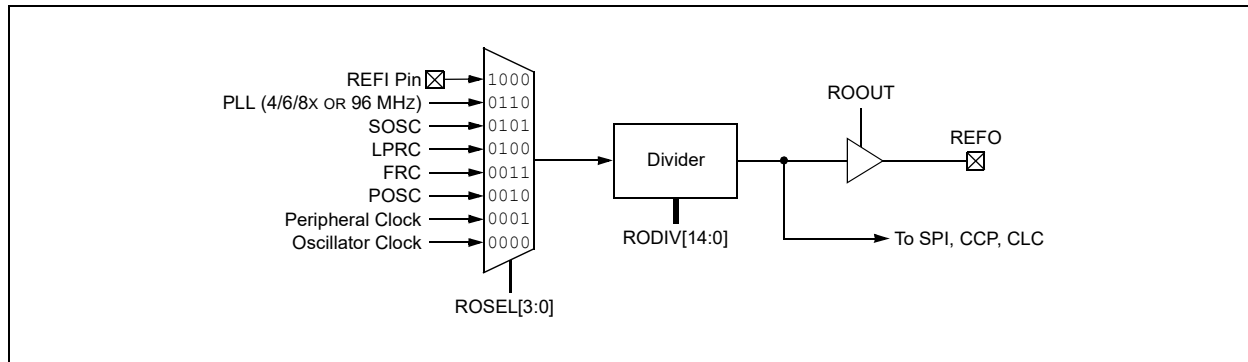 REFI Pin 1000
PLL (4/6/8X OR 96 MHZ) 0110
SOSC 0101
LPRC 0100
FRC 0011
POSC 0010
Peripheral Clock 0001
Oscillator Clock 0000
ROSEL[3:0]
Divider
RODIV[14:0]
ROOUT
REFO
To SPI, CCP, CLC